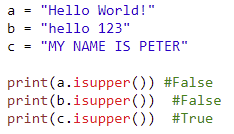 a = "Hello World!"
b = "hello 123"
c = "MY NAME IS PETER"
print(a.isupper()) #False
print(b.isupper())  #False
print(c.isupper())  #True